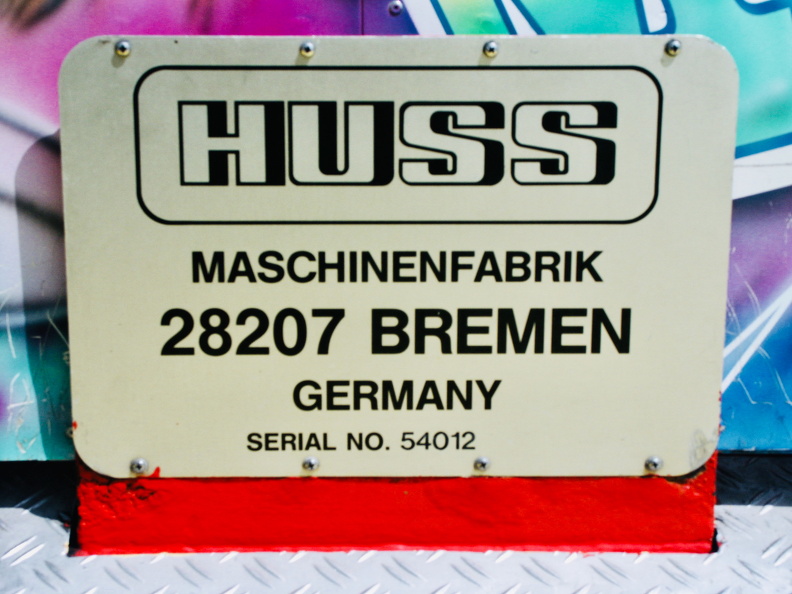 HUSS
MASCHINENFABRIK
28207 BREMEN
GERMANY
SERIAL NO. 54012